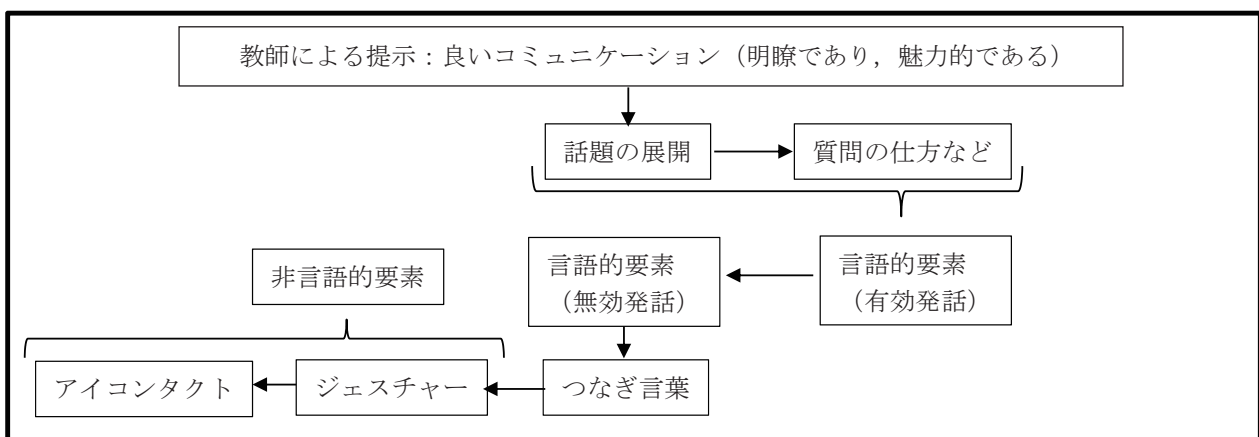 教師による提示:良いコミュニケーション(明瞭であり,魅力的である)
話題の展開
質問の仕方など
非言語的要素
言語的要素
(無効発話)
言語的要素
(有効発話)
アイコンタクト
ジェスチャー
つなぎ言葉